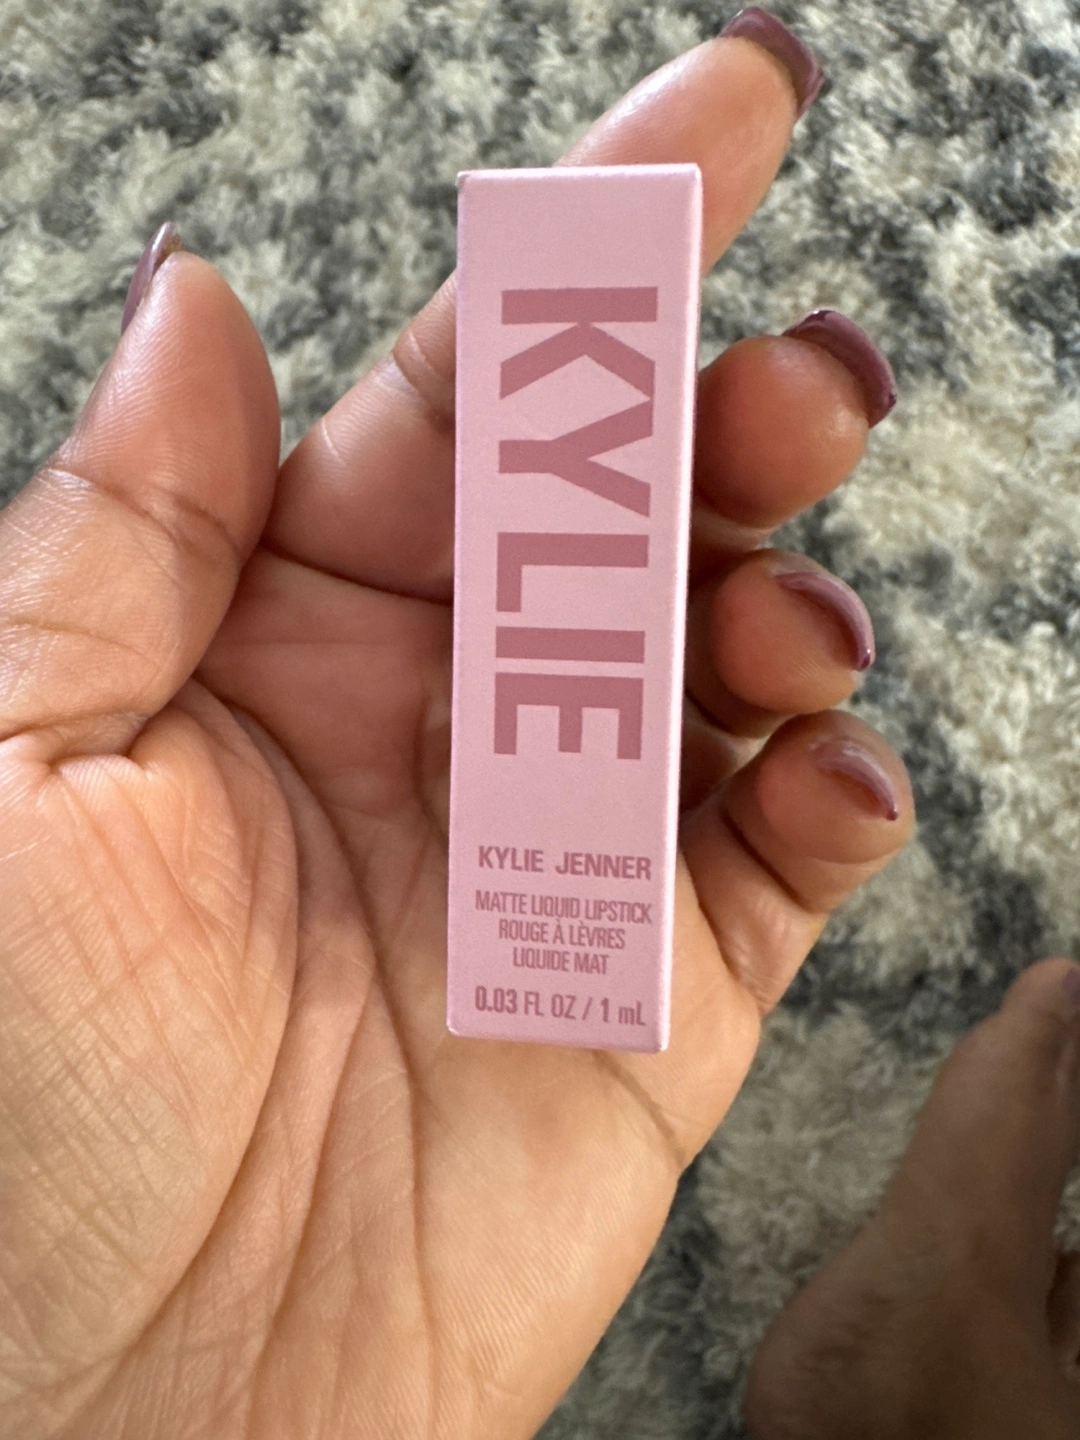 KYLIE
KYLIE JENNER
MATTE LIQUID LIPSTICK
ROUGE À LÈVRES
LIQUIDE MAT
0.03 FL OZ / 1 mL